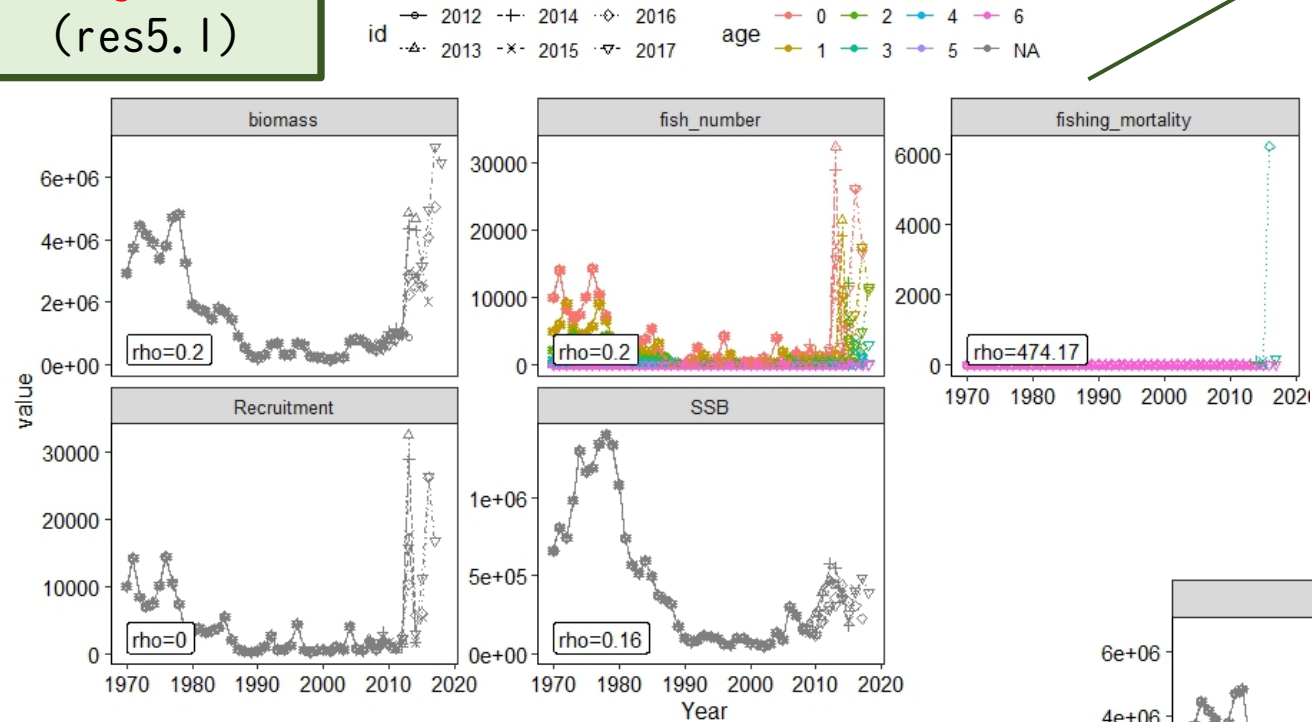 (res5.l)
id 2012 2014 2016
2013 2015 2017
age 0 2 4 6
1 3 5 NA
biomass
6e+06
4e+06
2e+06
0e+00
rho=0.2
fish_number
30000
20000
10000
0
rho=0.2
fishing_mortality
6000
4000
2000
0
rho=474.17
1970 1980 1990 2000 2010
value
Recruitment
30000
20000
10000
0
rho=0
1970 1980 1990 2000 2010 2020
SSB
1e+06
5e+05
0e+00
rho=0.16
1970 1980 1990 2000 2010 2020
Year
6e+06
4e+06